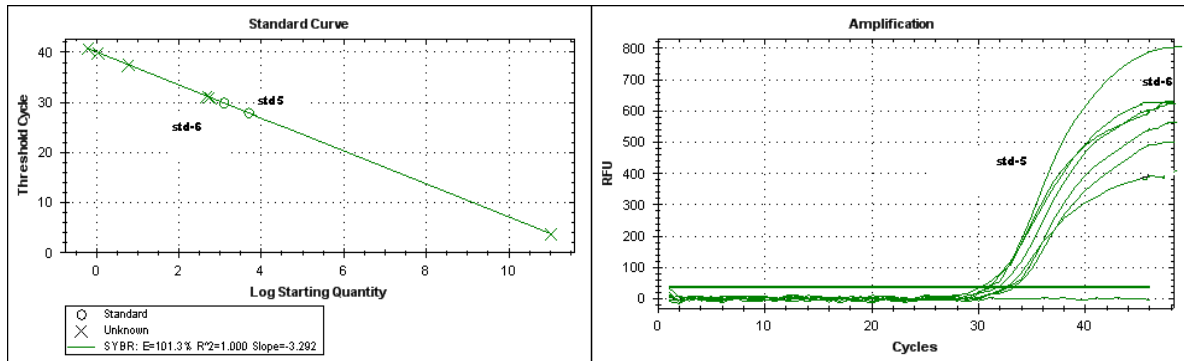 Standard Curve
40
30
20
10
0
Threshold Cycle
std5
std-6
0
2
4
6
8
10
Log Starting Quantity
Standard
Unknown
SYBR: E=101.3% R^2=1.000 Slope=-3.292
Amplification
800
700
600
500
400
300
200
100
0
RFU
std-6
std-5
0
10
20
30
40
Cycles